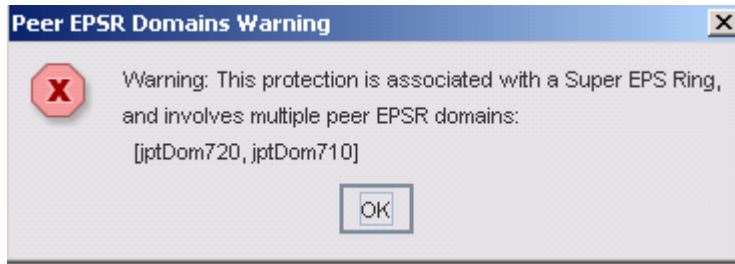 Peer EPSR Domains Warning
Warning: This protection is associated with a Super EPS Ring,
and involves multiple peer EPSR domains:
[jptDom720, jptDom710]
OK